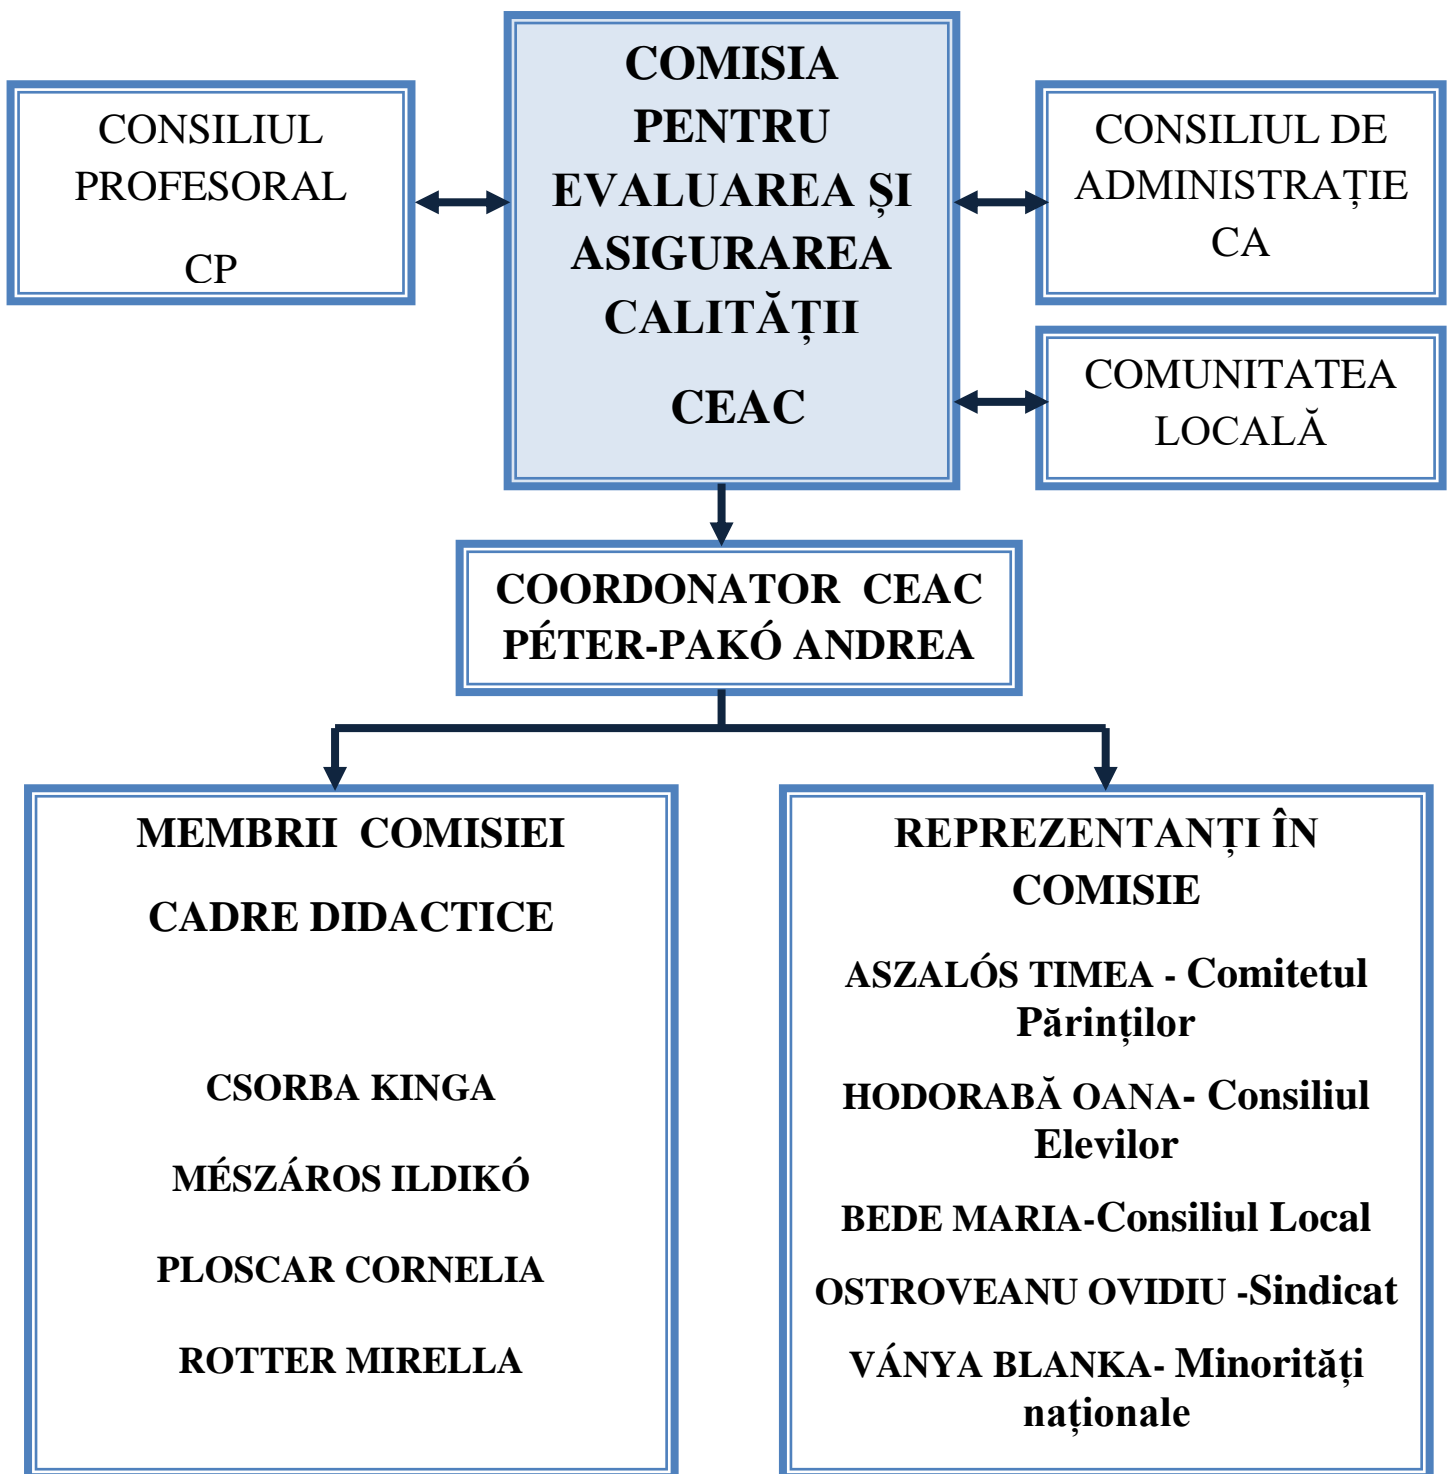 CONSILIUL
PROFESORAL
CP
COMISIA
PENTRU
EVALUAREA ȘI
ASIGURAREA
CALITĂȚII
CEAC
CONSILIUL DE
ADMINISTRAȚIE
CA
COMUNITATEA
LOCALĂ
COORDONATOR CEAC
PÉTER-PAKÓ ANDREA
MEMBRII COMISIEI
CADRE DIDACTICE
CSORBA KINGA
MÉSZÁROS ILDIKÓ
PLOSCAR CORNELIA
ROTTER MIRELLA
REPREZENTANȚI ÎN
COMISIE
ASZALÓS TIMEA - Comitetul
Părinților
HODORABĂ OANA- Consiliul
Elevilor
BEDE MARIA-Consiliul Local
OSTROVEANU OVIDIU -Sindicat
VÁNYA BLANKA- Minorități
naționale